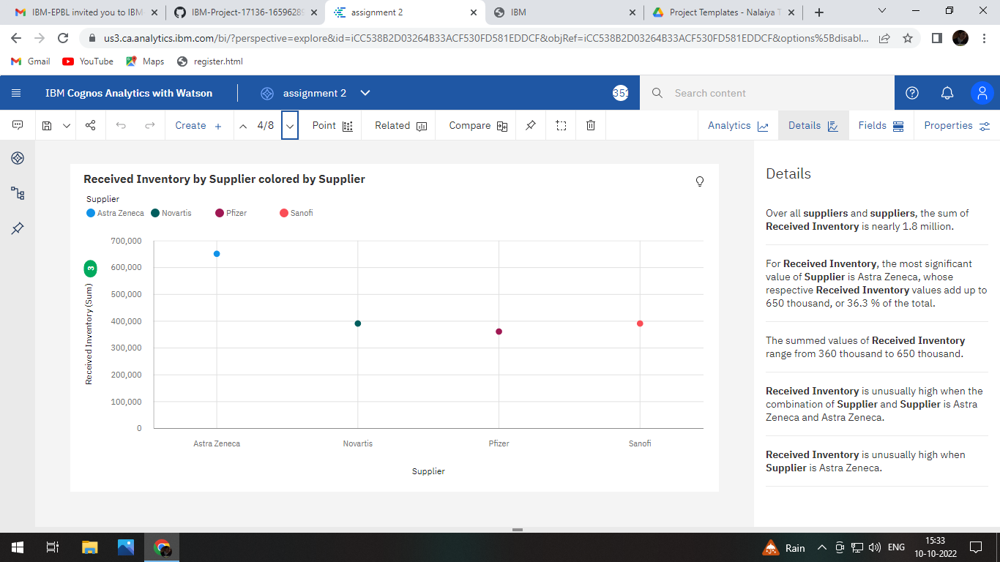 IBM-EPBL invited you to IBM
IBM-Project-17136-16596289
assignment 2
IBM
Project Templates - Nalaiya T
us3.ca.analytics.ibm.com/bi/?perspective=explore&id=iCC538B2D03264B33ACF530FD581EDDCF&objRef=iCC538B2D03264B33ACF530FD581EDDCF&options%5Bdisabl...
Gmail YouTube Maps register.html
IBM Cognos Analytics with Watson
assignment 2
351
Search content
Create + 4/8 Point Related Compare
Analytics Details Fields Properties
Received Inventory by Supplier colored by Supplier
Supplier
Astra Zeneca Novartis Pfizer Sanofi
700,000
600,000
500,000
400,000
300,000
200,000
100,000
0
3
Received Inventory (Sum)
Astra Zeneca Novartis Pfizer Sanofi
Supplier
Details
Over all suppliers and suppliers, the sum of
Received Inventory is nearly 1.8 million.
For Received Inventory, the most significant
value of Supplier is Astra Zeneca, whose
respective Received Inventory values add up to
650 thousand, or 36.3 % of the total.
The summed values of Received Inventory
range from 360 thousand to 650 thousand.
Received Inventory is unusually high when the
combination of Supplier and Supplier is Astra
Zeneca and Astra Zeneca.
Received Inventory is unusually high when
Supplier is Astra Zeneca.
Rain
ENG
15:33
10-10-2022